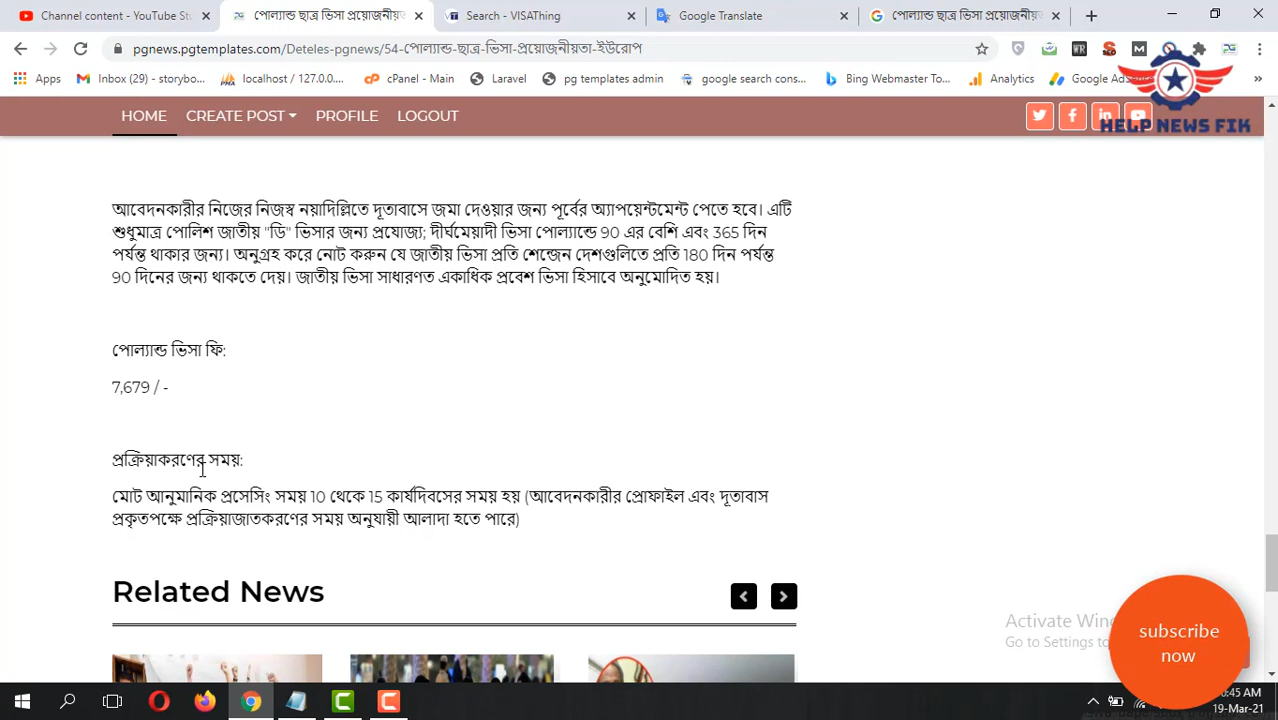 Channel content - YouTube Stu
পোল্যান্ড ছাত্র ভিসা প্রয়োজনীয়ত
Search - VISAThing
Google Translate
পোল্যান্ড ছাত্র ভিসা প্রয়োজনীয়
pgnews.pgtemplates.com/Deteles-pgnews/54-পোল্যান্ড-ছাত্র-ভিসা-প্রয়োজনীয়তা-ইউরোপ
Apps
Inbox (29) - storybo...
localhost / 127.0.0...
cPanel - Main
Laravel
pg templates admin
google search cons...
Bing Webmaster To...
Analytics
Google AdSense
HELP NEWS FIK
HOME CREATE POST PROFILE LOGOUT
আবেদনকারীর নিজের নিজস্ব নয়াদিল্লিতে দূতাবাসে জমা দেওয়ার জন্য পূর্বের অ্যাপয়েন্টমেন্ট পেতে হবে। এটি
শুধুমাত্র পোলিশ জাতীয় "ডি" ভিসার জন্য প্রযোজ্য; দীর্ঘমেয়াদী ভিসা পোল্যান্ডে 90 এর বেশি এবং 365 দিন
পর্যন্ত থাকার জন্য। অনুগ্রহ করে নোট করুন যে জাতীয় ভিসা প্রতি শেন্জেন দেশগুলিতে প্রতি 180 দিন পর্যন্ত
90 দিনের জন্য থাকতে দেয়। জাতীয় ভিসা সাধারণত একাধিক প্রবেশ ভিসা হিসাবে অনুমোদিত হয়।
পোল্যান্ড ভিসা ফি:
7,679 / -
প্রক্রিয়াকরণের সময়:
মোট আনুমানিক প্রসেসিং সময় 10 থেকে 15 কার্যদিবসের সময় হয় (আবেদনকারীর প্রোফাইল এবং দূতাবাস
প্রকৃতপক্ষে প্রক্রিয়াজাতকরণের সময় অনুযায়ী আলাদা হতে পারে)
Related News
Activate Win
Go to Settings to
subscribe
now
:45 AM
19-Mar-21